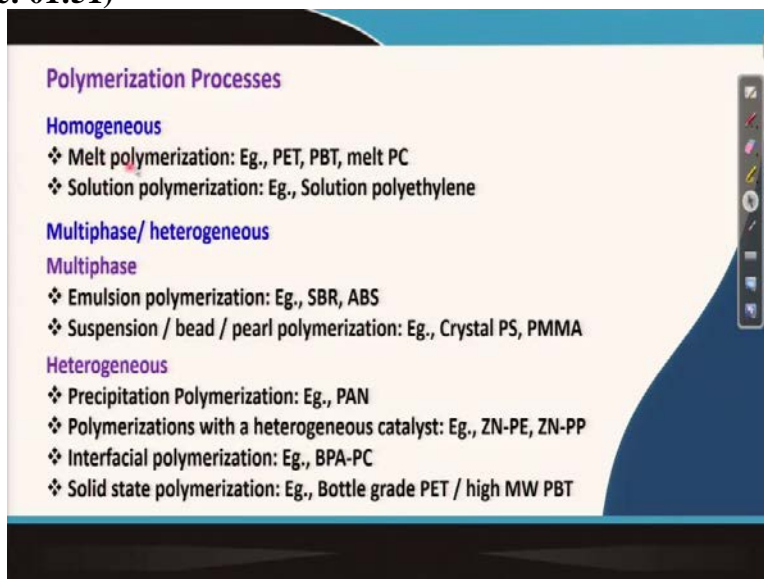 Polymerization Processes
Homogeneous
❖ Melt polymerization: Eg., PET, PBT, melt PC
❖ Solution polymerization: Eg., Solution polyethylene
Multiphase/ heterogeneous
Multiphase
❖ Emulsion polymerization: Eg., SBR, ABS
❖ Suspension / bead / pearl polymerization: Eg., Crystal PS, PMMA
Heterogeneous
❖ Precipitation Polymerization: Eg., PAN
❖ Polymerizations with a heterogeneous catalyst: Eg., ZN-PE, ZN-PP
❖ Interfacial polymerization: Eg., BPA-PC
❖ Solid state polymerization: Eg., Bottle grade PET / high MW PBT